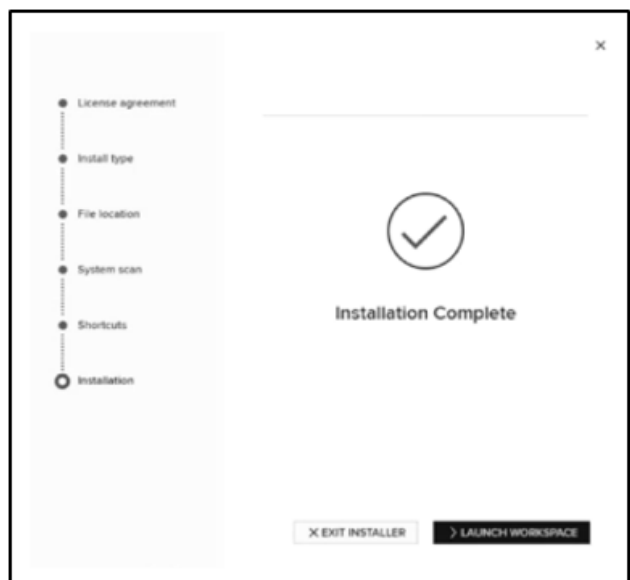 License agreement
Install type
File location
System scan
Shortcuts
Installation
Installation Complete
EXIT INSTALLER
LAUNCH WORKSPACE